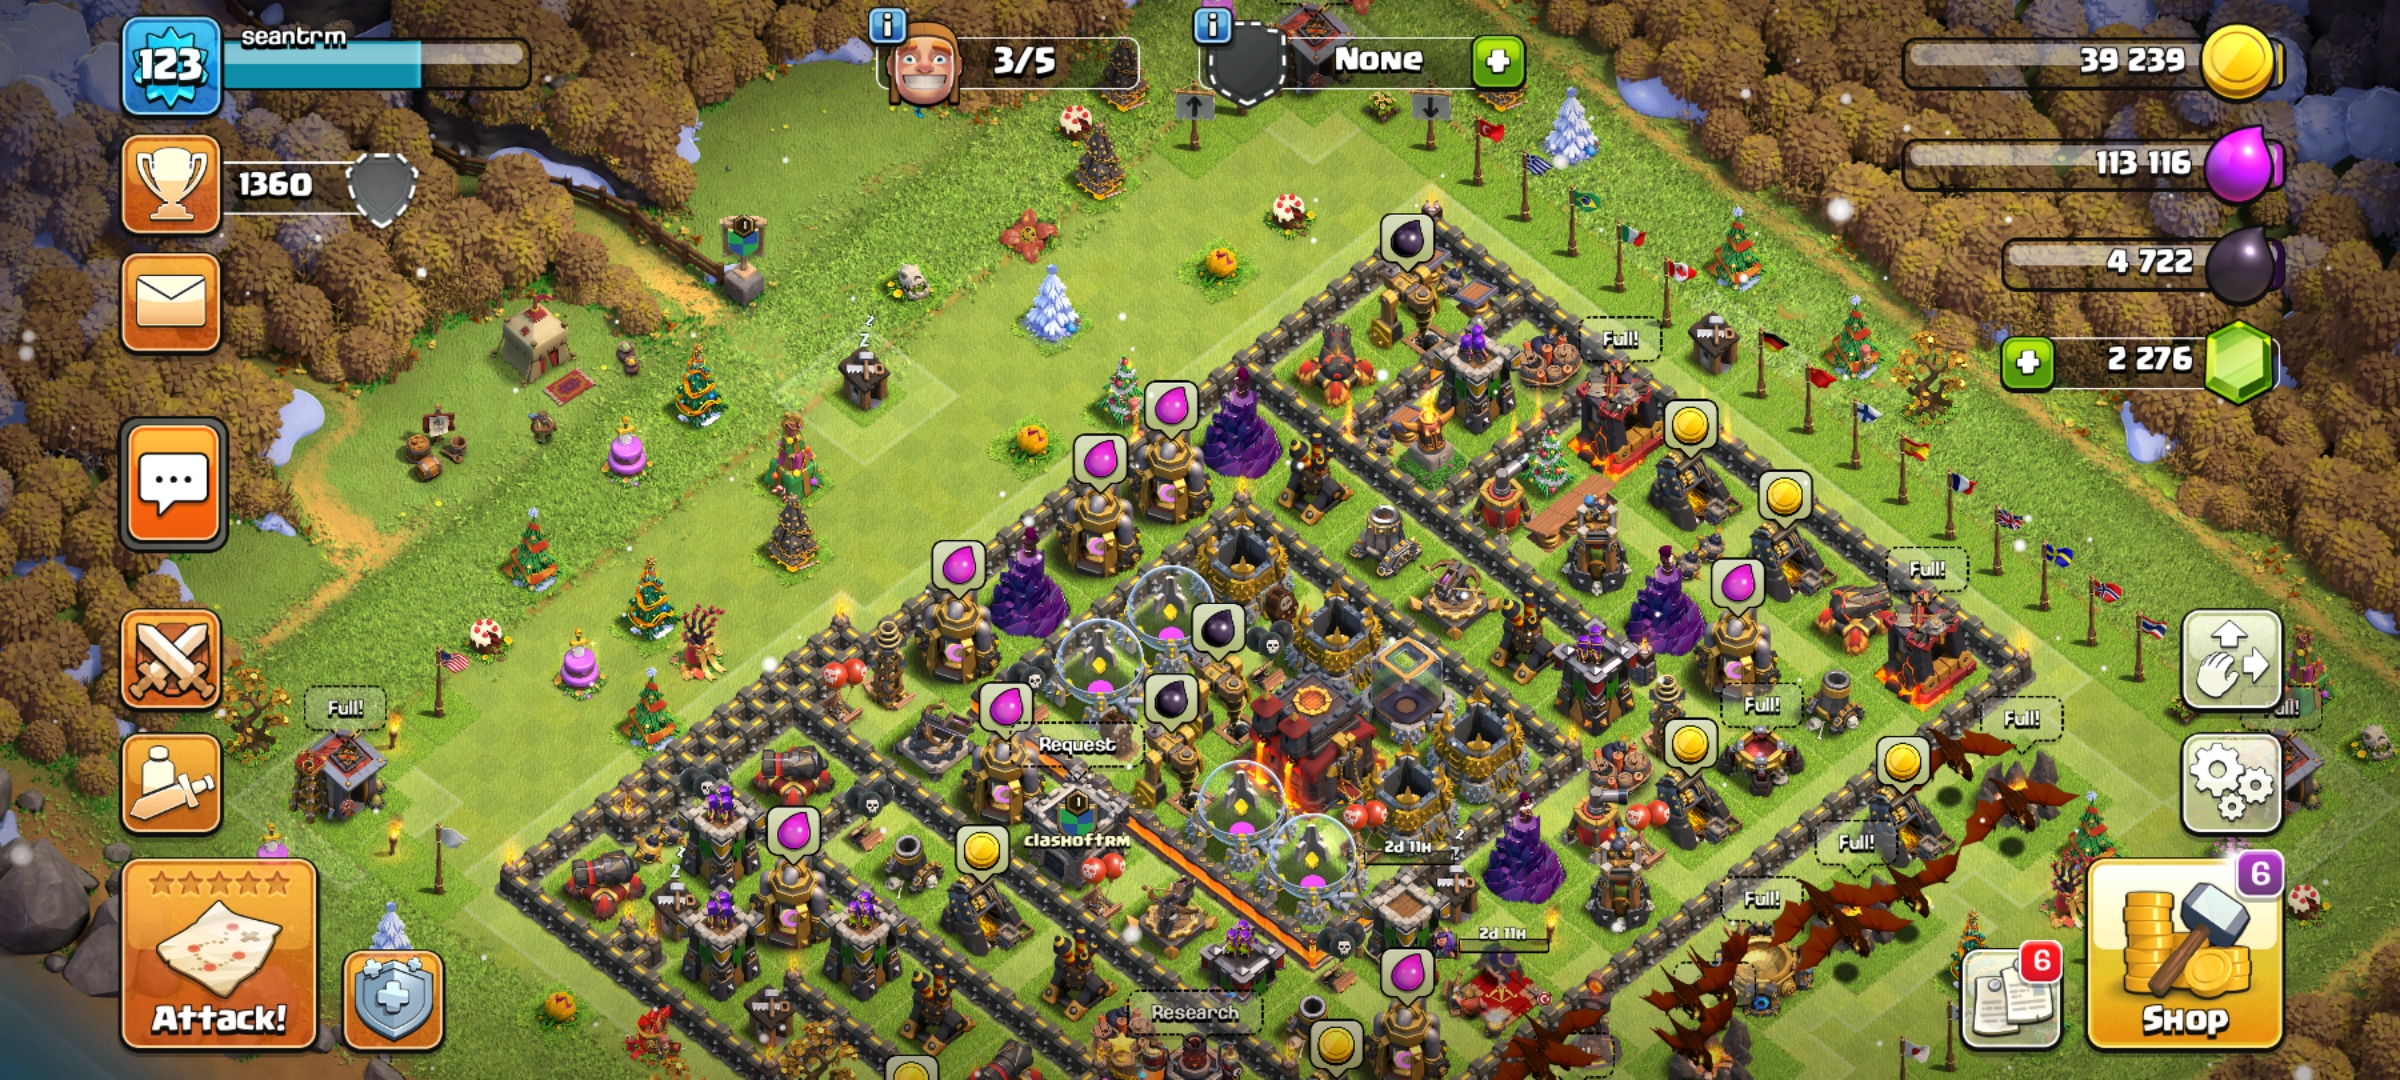 seantrm
123
3/5
None
39 239
1360
113 116
4 722
2 276
Full!
Full!
Full!
Full!
Full!
Request
clashoftrm
2d 11h
Full!
Full!
2d 11h
6
6
Research
Attack!
Shop